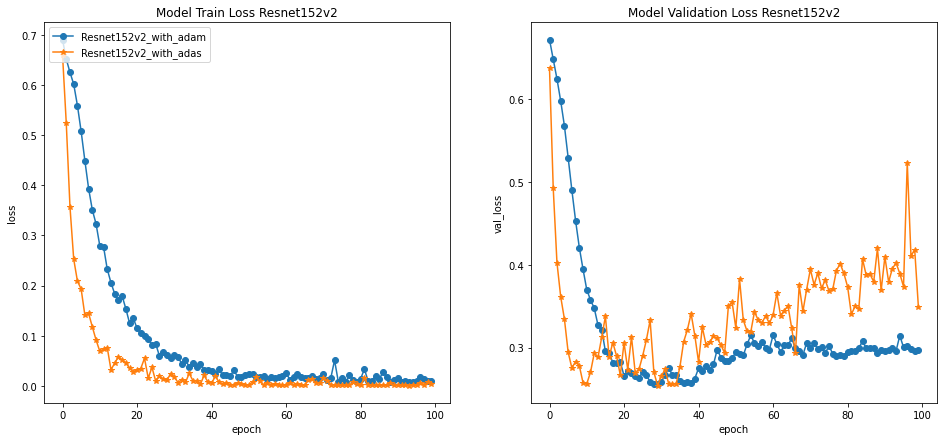 Model Train Loss Resnet152v2
Resnet152v2_with_adam
Resnet152v2_with_adas
0.7
0.6
0.5
0.4
0.3
0.2
0.1
0.0
loss
0 20 40 60 80 100
epoch
Model Validation Loss Resnet152v2
0.6
0.5
0.4
0.3
val_loss
0 20 40 60 80 100
epoch